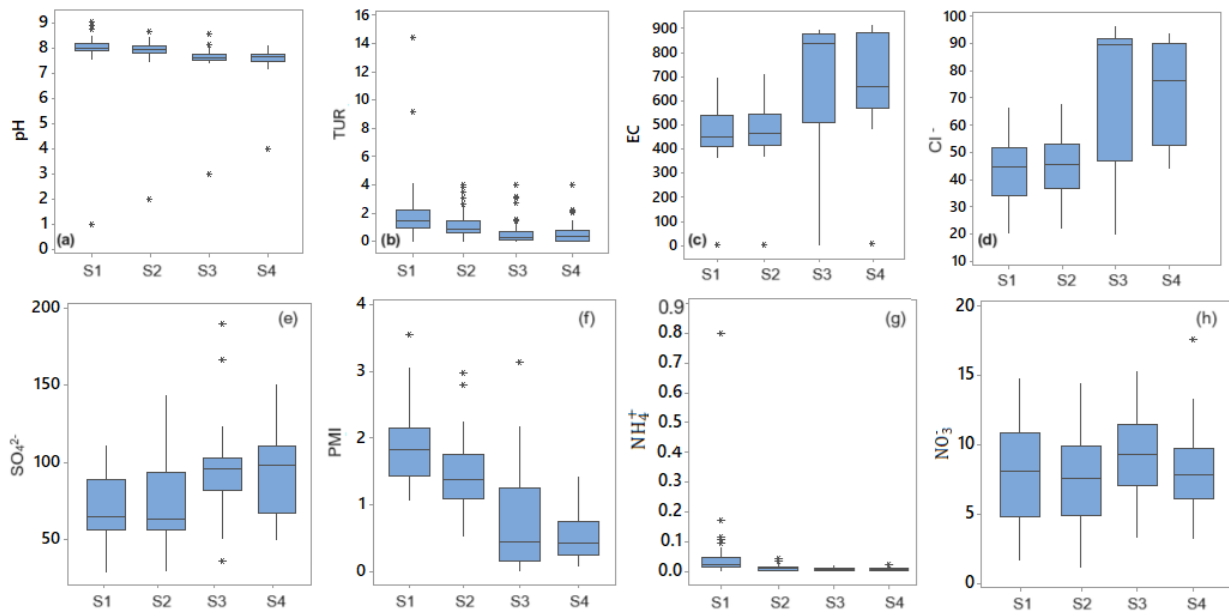 pH
9
8
7
6
5
4
3
2
1
0
(a)
S1 S2 S3 S4
TUR
16
14
12
10
8
6
4
2
0
(b)
S1 S2 S3 S4
EC
900
800
700
600
500
400
300
200
100
0
(c)
S1 S2 S3 S4
Cl -
100
90
80
70
60
50
40
30
20
10
(d)
S1 S2 S3 S4
SO₄²⁻
200
150
100
50
(e)
S1 S2 S3 S4
PMI
4
3
2
1
0
(f)
S1 S2 S3 S4
NH₄⁺
0.9
0.8
0.7
0.6
0.5
0.4
0.3
0.2
0.1
0.0
(g)
S1 S2 S3 S4
NO₃⁻
20
15
10
5
0
(h)
S1 S2 S3 S4